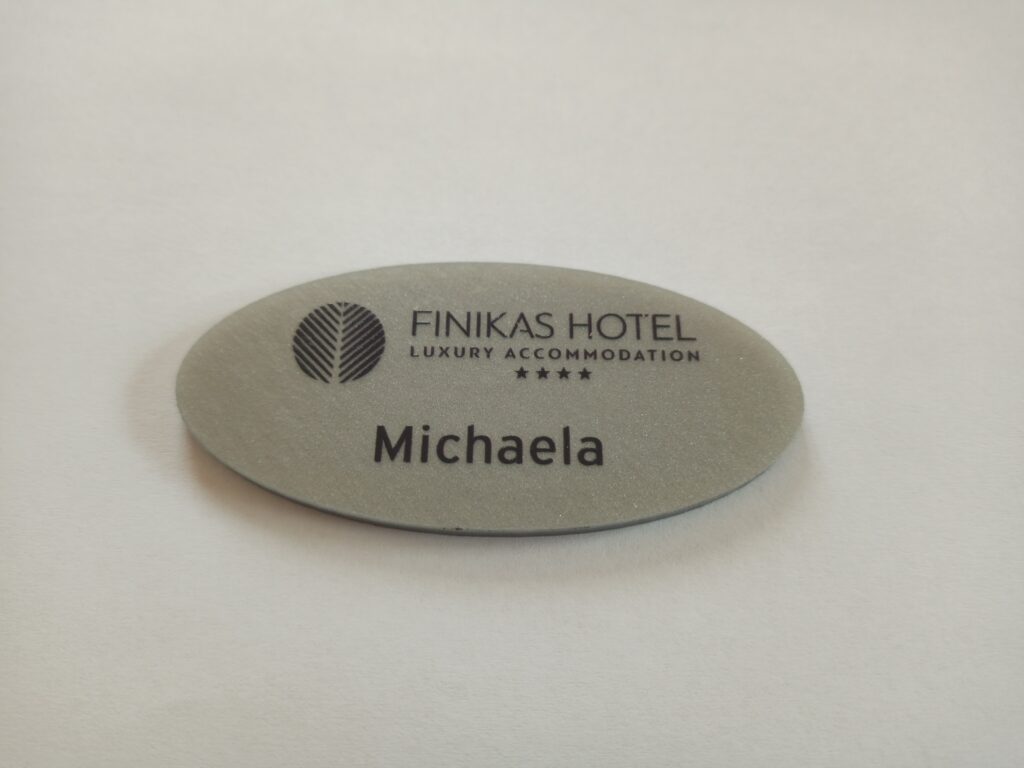 FINIKAS HOTEL
LUXURY ACCOMMODATION
★★★★
Michaela